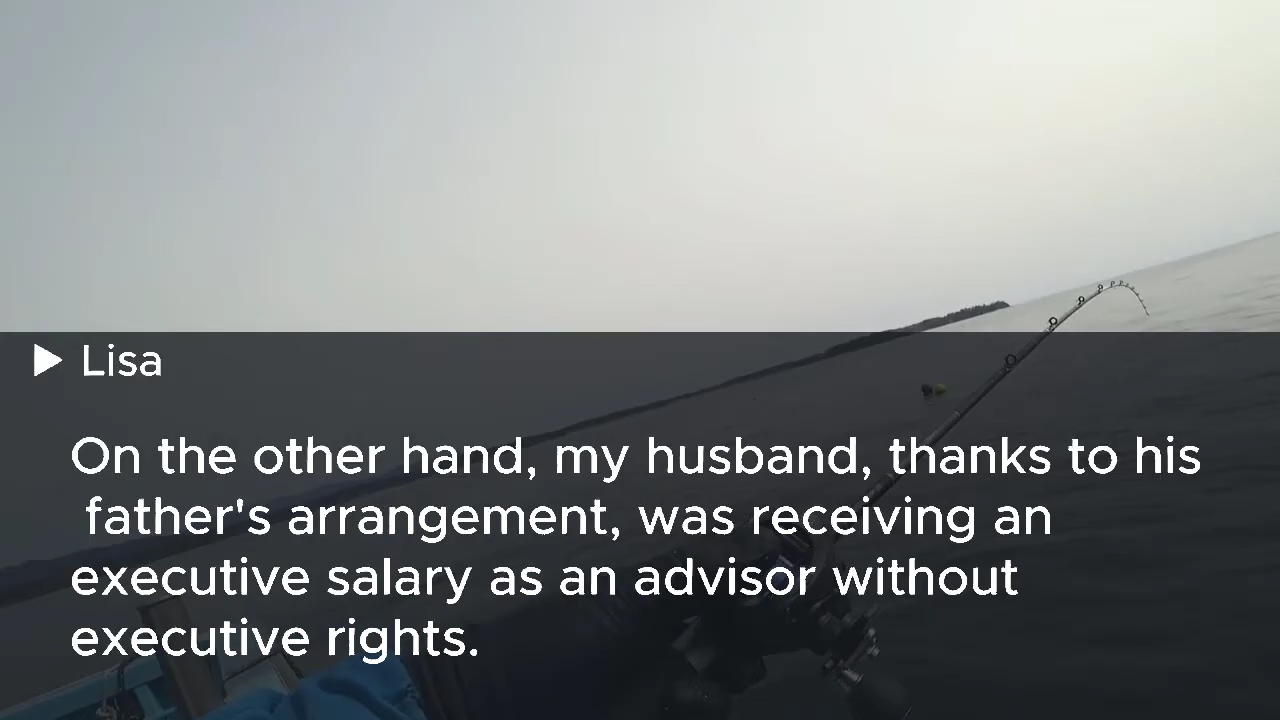 Lisa
On the other hand, my husband, thanks to his
father's arrangement, was receiving an
executive salary as an advisor without
executive rights.